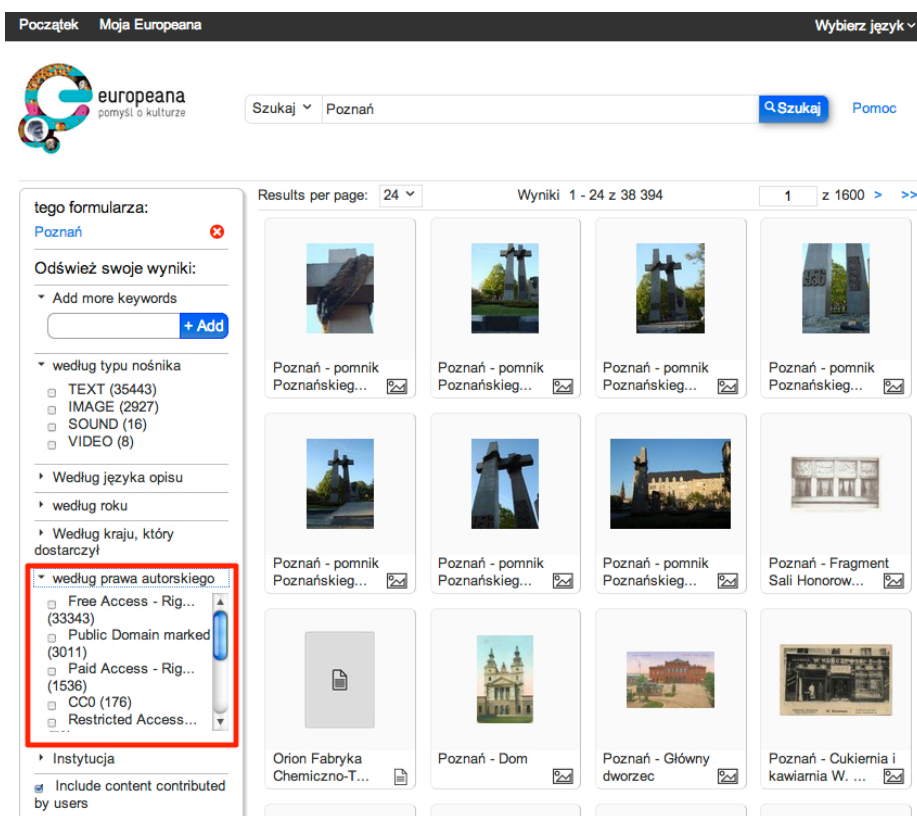 Początek Moja Europeana Wybierz język
europeana
pomyśl o kulturze
Szukaj Poznań Szukaj Pomoc
Results per page: 24 Wyniki 1 - 24 z 38 394 1 z 1600 > >>
tego formularza:
Poznań
Odśwież swoje wyniki:
Add more keywords
+ Add
według typu nośnika
TEXT (35443)
IMAGE (2927)
SOUND (16)
VIDEO (8)
Według języka opisu
według roku
Według kraju, który
dostarczył
według prawa autorskiego
Free Access - Rig...
(33343)
Public Domain marked
(3011)
Paid Access - Rig...
(1536)
CC0 (176)
Restricted Access...
Instytucja
Include content contributed
by users
Poznań - pomnik
Poznańskieg...
Poznań - pomnik
Poznańskieg...
Poznań - pomnik
Poznańskieg...
Poznań - pomnik
Poznańskieg...
Poznań - pomnik
Poznańskieg...
Poznań - pomnik
Poznańskieg...
Poznań - pomnik
Poznańskieg...
Poznań - Fragment
Sali Honorow...
Orion Fabryka
Chemiczno-T...
Poznań - Dom
Poznań - Główny
dworzec
Poznań - Cukiernia i
kawiarnia W. ...